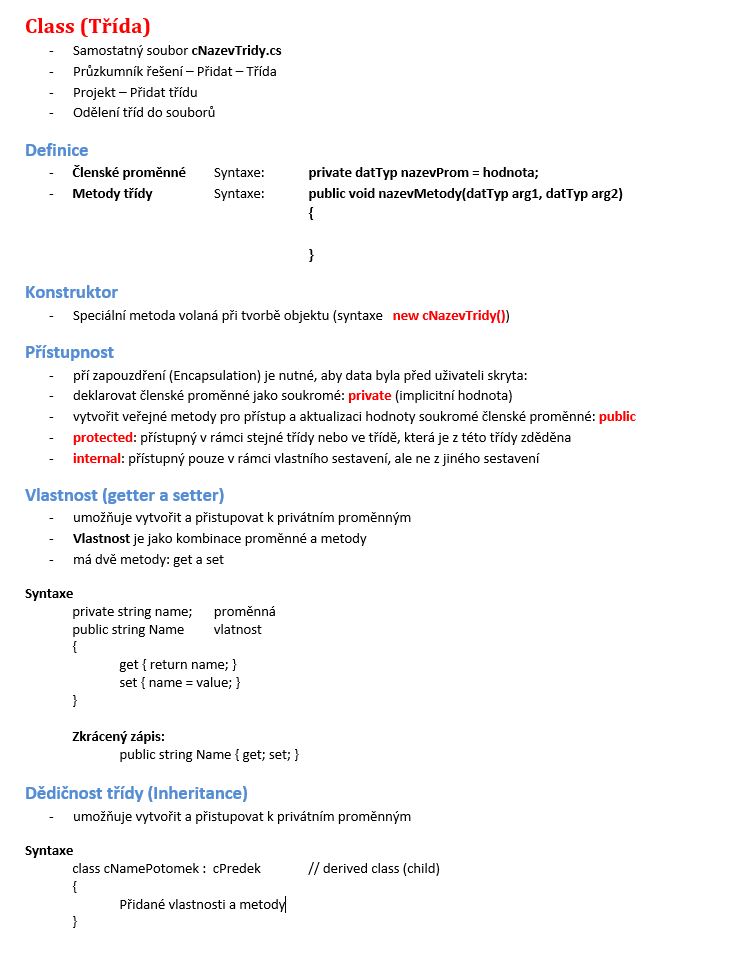 Class (Třída)
- Samostatný soubor cNazevTridy.cs
- Průzkumník řešení – Přidat – Třída
- Projekt – Přidat třídu
- Odělení tříd do souborů
Definice
- Členské proměnné Syntaxe: private datTyp nazevProm = hodnota;
- Metody třídy Syntaxe: public void nazevMetody(datTyp arg1, datTyp arg2)
{
}
Konstruktor
- Speciální metoda volaná při tvorbě objektu (syntaxe new cNazevTridy())
Přístupnost
- pří zapouzdření (Encapsulation) je nutné, aby data byla před uživateli skryta:
- deklarovat členské proměnné jako soukromé: private (implicitní hodnota)
- vytvořit veřejné metody pro přístup a aktualizaci hodnoty soukromé členské proměnné: public
- protected: přístupný v rámci stejné třídy nebo ve třídě, která je z této třídy zděděna
- internal: přístupný pouze v rámci vlastního sestavení, ale ne z jiného sestavení
Vlastnost (getter a setter)
- umožňuje vytvořit a přistupovat k privátním proměnným
- Vlastnost je jako kombinace proměnné a metody
- má dvě metody: get a set
Syntaxe
private string name; proměnná
public string Name vlatnost
{
get { return name; }
set { name = value; }
}
Zkrácený zápis:
public string Name { get; set; }
Dědičnost třídy (Inheritance)
- umožňuje vytvořit a přistupovat k privátním proměnným
Syntaxe
class cNamePotomek : cPredek // derived class (child)
{
Přidané vlastnosti a metody
}